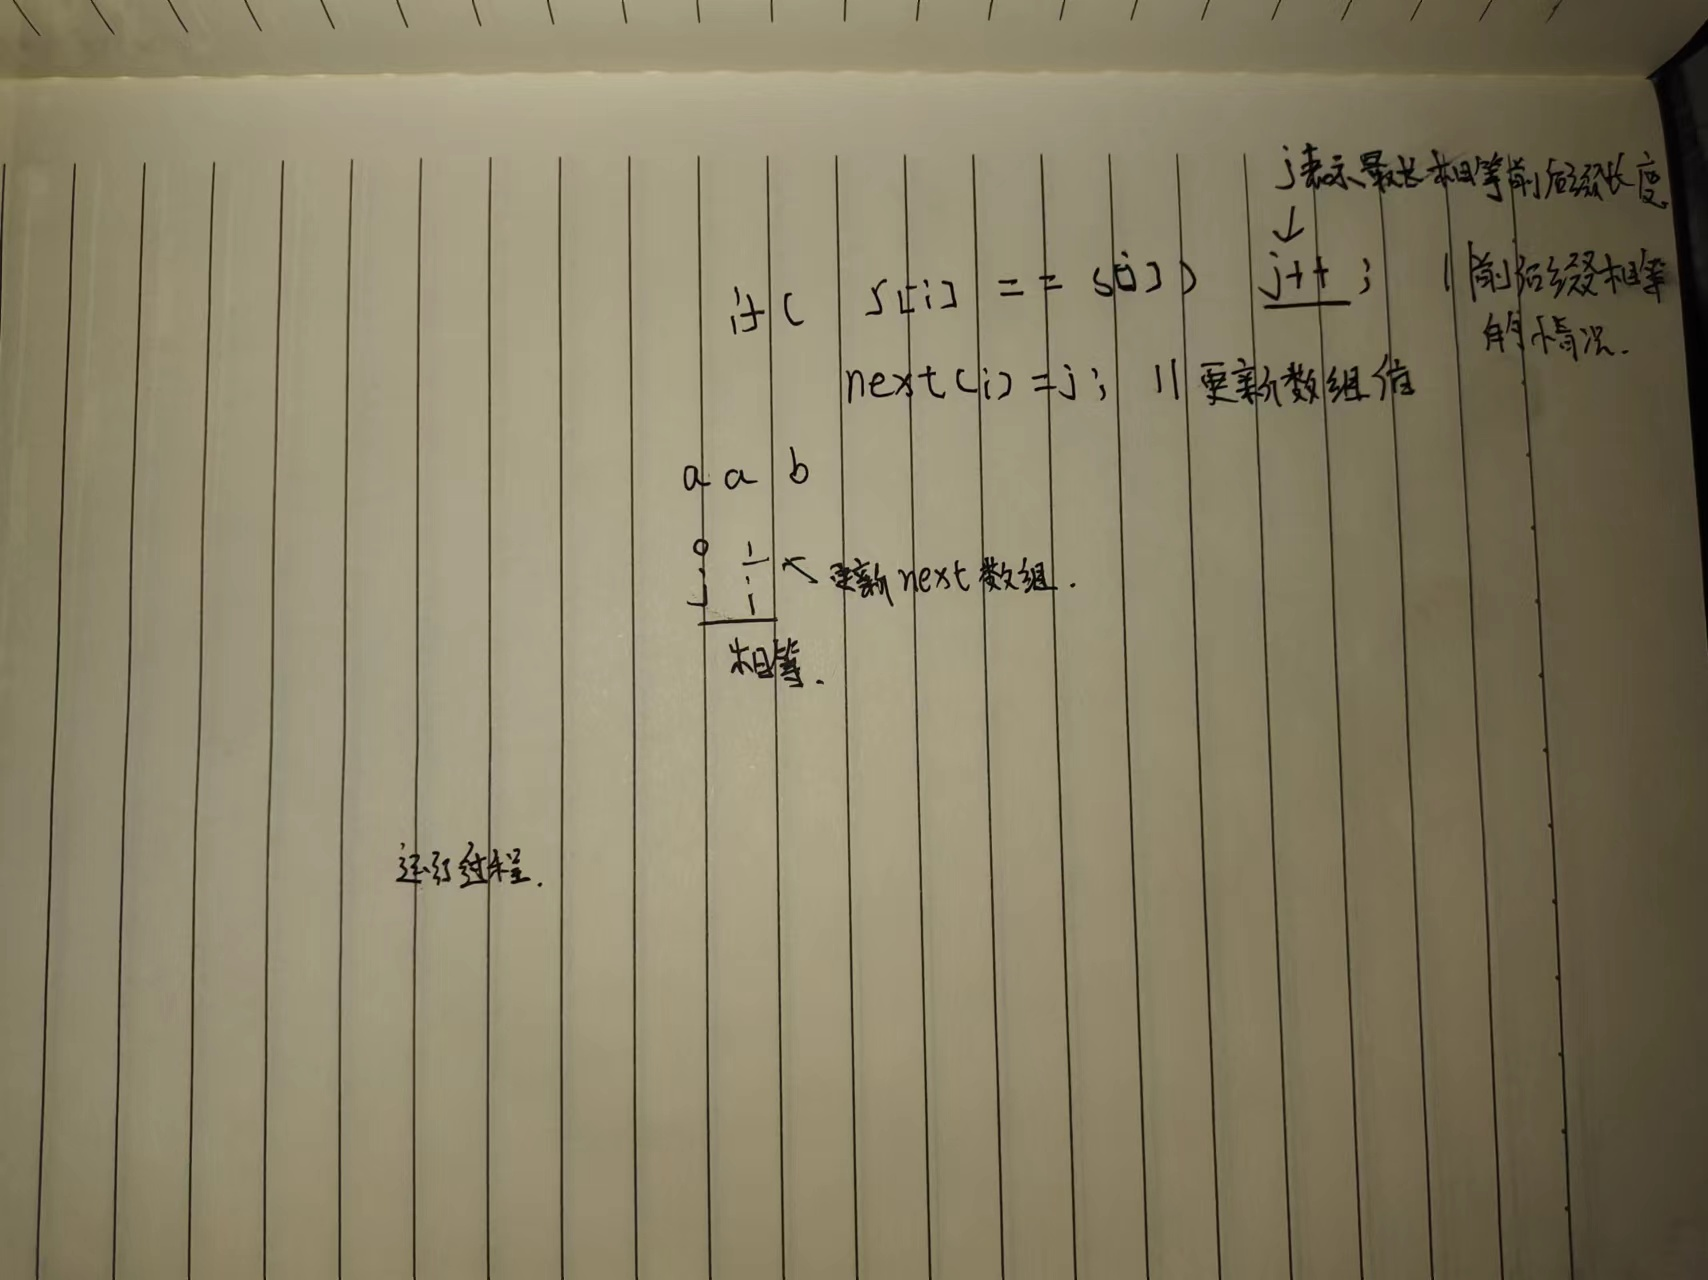 j表示最长相等前后缀长度
↓
if( s[i] == s[j]) j++; 前后缀相等
的情况.
next(i)=j; // 更新数组值
a a b
0 1 ↖ 更新next数组.
j i
相等.
运行过程.